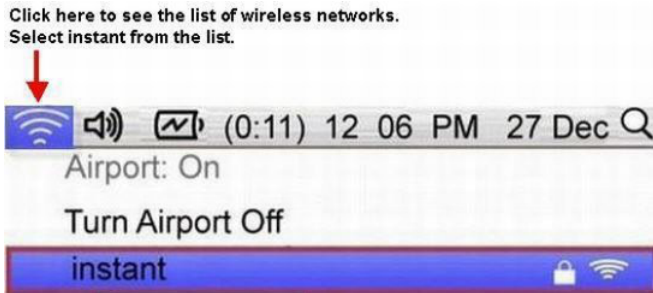 Click here to see the list of wireless networks.
Select instant from the list.
(0:11) 12 06 PM 27 Dec
Airport: On
Turn Airport Off
instant